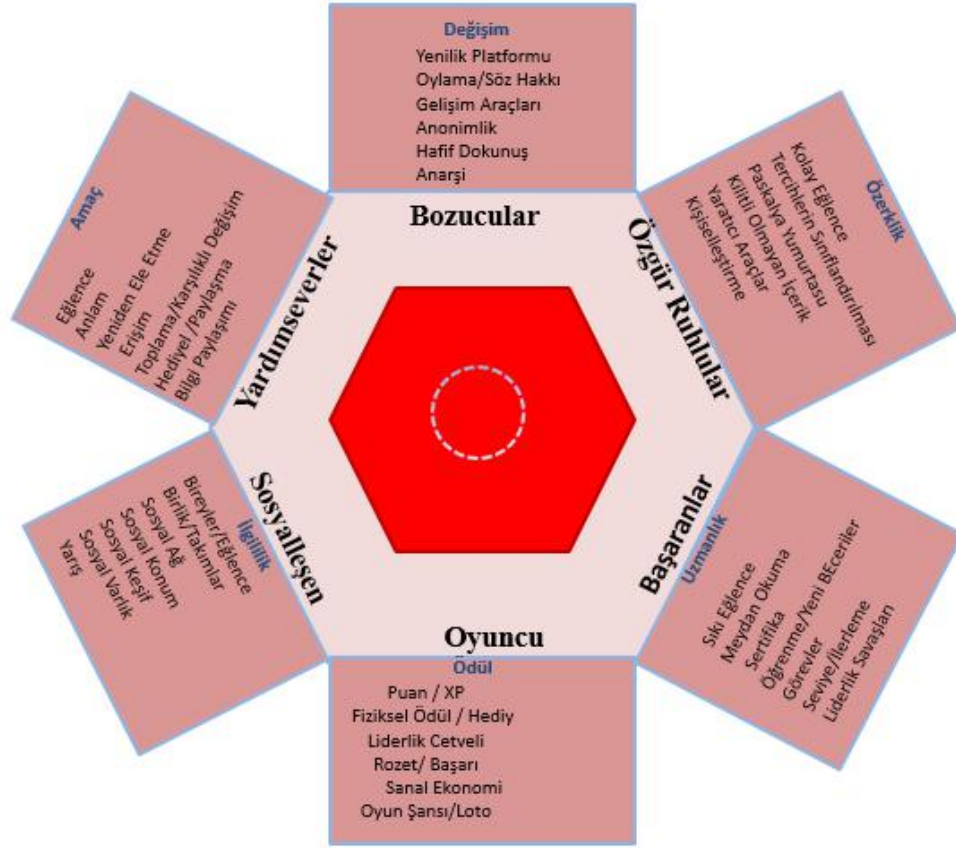 Değişim
Yenilik Platformu
Oylama/Söz Hakkı
Gelişim Araçları
Anonimlik
Hafif Dokunuş
Anarşi
Bozucular
Özerklik
Kolay Eğlence
Tercihlerin Sınıflandırılması
Paskalya Yumurtası
Kilitli Olmayan İçerik
Yaratıcı Araçlar
Kişiselleştirme
Özgür Ruhlular
Başaranlar
Uzmanlık
Sıkı Eğlence
Meydan Okuma
Sertifika
Öğrenme/Yeni BEceriler
Görevler
Seviye/İlerleme
Liderlik Savaşları
Oyuncu
Ödül
Puan / XP
Fiziksel Ödül / Hediy
Liderlik Cetveli
Rozet/ Başarı
Sanal Ekonomi
Oyun Şansı/Loto
Sosyalleşen
İlgililik
Bireyler/Eğlence
Birlik/Takımlar
Sosyal Ağ
Sosyal Konum
Sosyal Keşif
Sosyal Varlık
Yarış
Amaç
Eğlence
Anlam
Yeniden Ele Etme
Erişim
Toplama/Karşılıklı Değişim
Hediyel /Paylaşma
Bilgi Paylaşımı
Yardımseverler